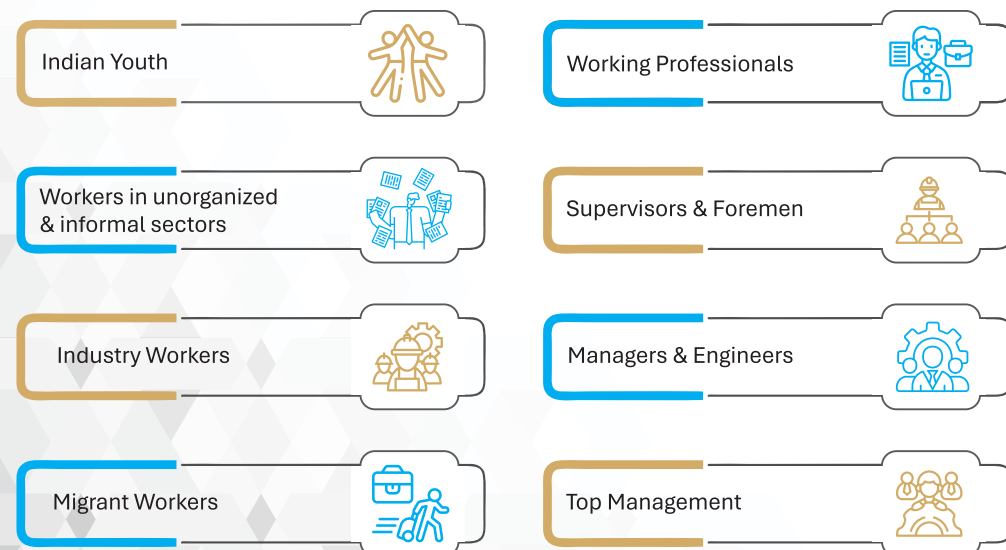 Indian Youth
Working Professionals
Workers in unorganized
& informal sectors
Supervisors & Foremen
Industry Workers
Managers & Engineers
Migrant Workers
Top Management